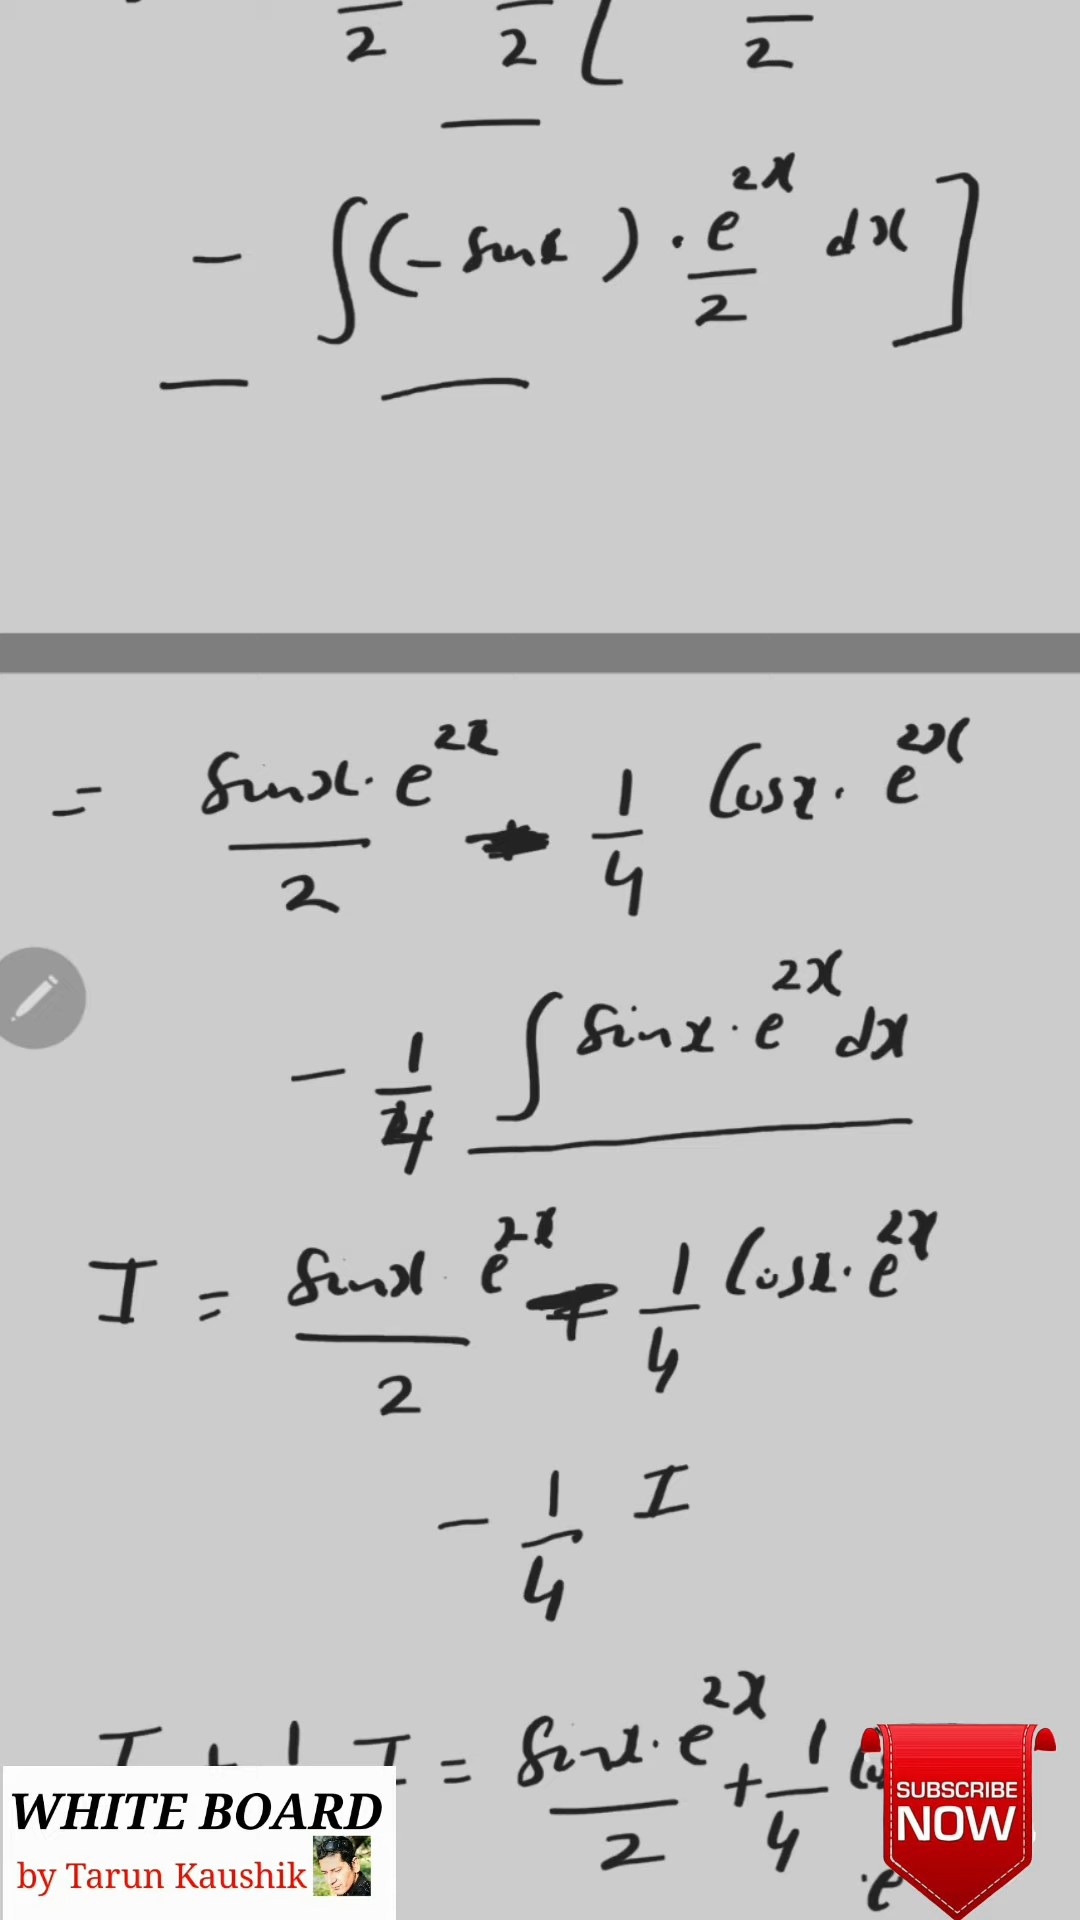 2 2 [ 2
- ∫(-sinx) · e^2x/2 dx ]
= sinx · e^2x/2 + 1/4 Cosx · e^2x
- 1/4 ∫ sinx · e^2x dx
I = sinx e^2x/2 + 1/4 Cosx · e^2x
- 1/4 I
I + 1 I = sinx · e^2x/2 + 1/4
· e
WHITE BOARD
by Tarun Kaushik
SUBSCRIBE
NOW